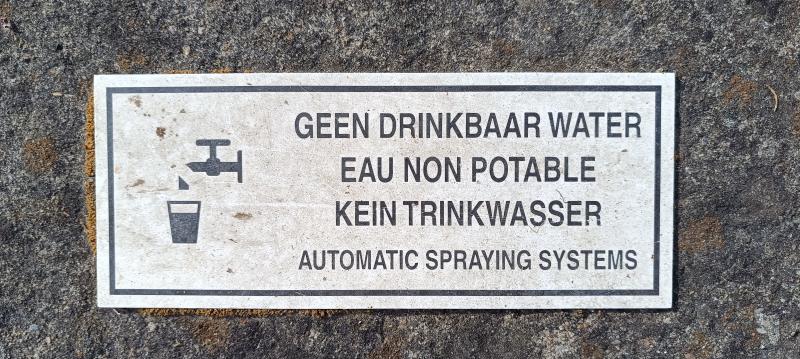 GEEN DRINKBAAR WATER
EAU NON POTABLE
KEIN TRINKWASSER
AUTOMATIC SPRAYING SYSTEMS